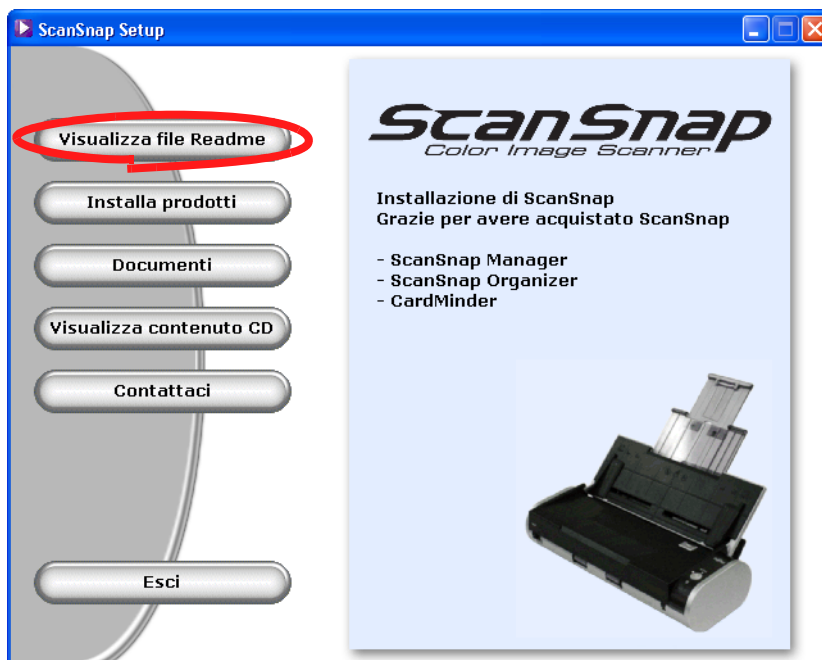 ScanSnap Setup
Visualizza file Readme
Installa prodotti
Documenti
Visualizza contenuto CD
Contattaci
Esci
ScanSnap
Color Image Scanner
Installazione di ScanSnap
Grazie per avere acquistato ScanSnap
- ScanSnap Manager
- ScanSnap Organizer
- CardMinder